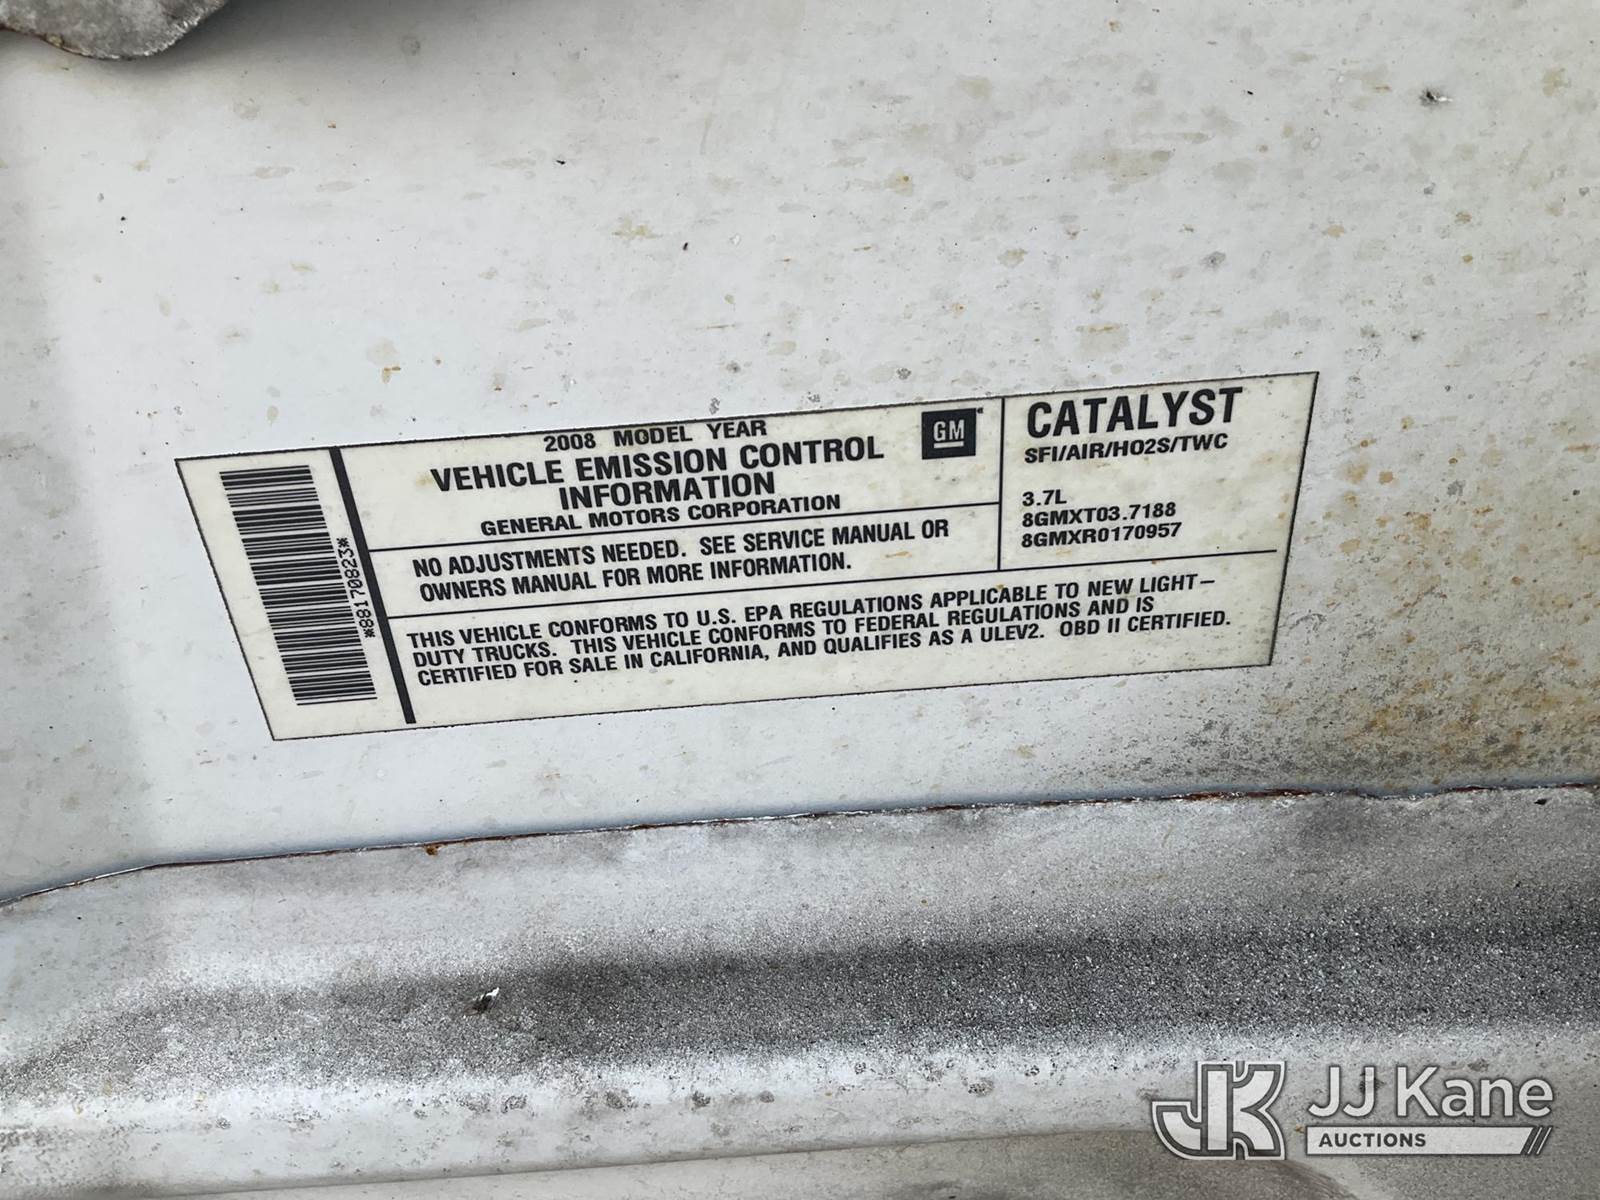 *88170823*
2008 MODEL YEAR
VEHICLE EMISSION CONTROL
INFORMATION
GENERAL MOTORS CORPORATION
GM
NO ADJUSTMENTS NEEDED. SEE SERVICE MANUAL OR
OWNERS MANUAL FOR MORE INFORMATION.
CATALYST
SFI/AIR/HO2S/TWC
3.7L
8GMXT03.7188
8GMXR0170957
THIS VEHICLE CONFORMS TO U.S. EPA REGULATIONS APPLICABLE TO NEW LIGHT-
DUTY TRUCKS. THIS VEHICLE CONFORMS TO FEDERAL REGULATIONS AND IS
CERTIFIED FOR SALE IN CALIFORNIA, AND QUALIFIES AS A ULEV2. OBD II CERTIFIED.
JK JJ Kane
AUCTIONS